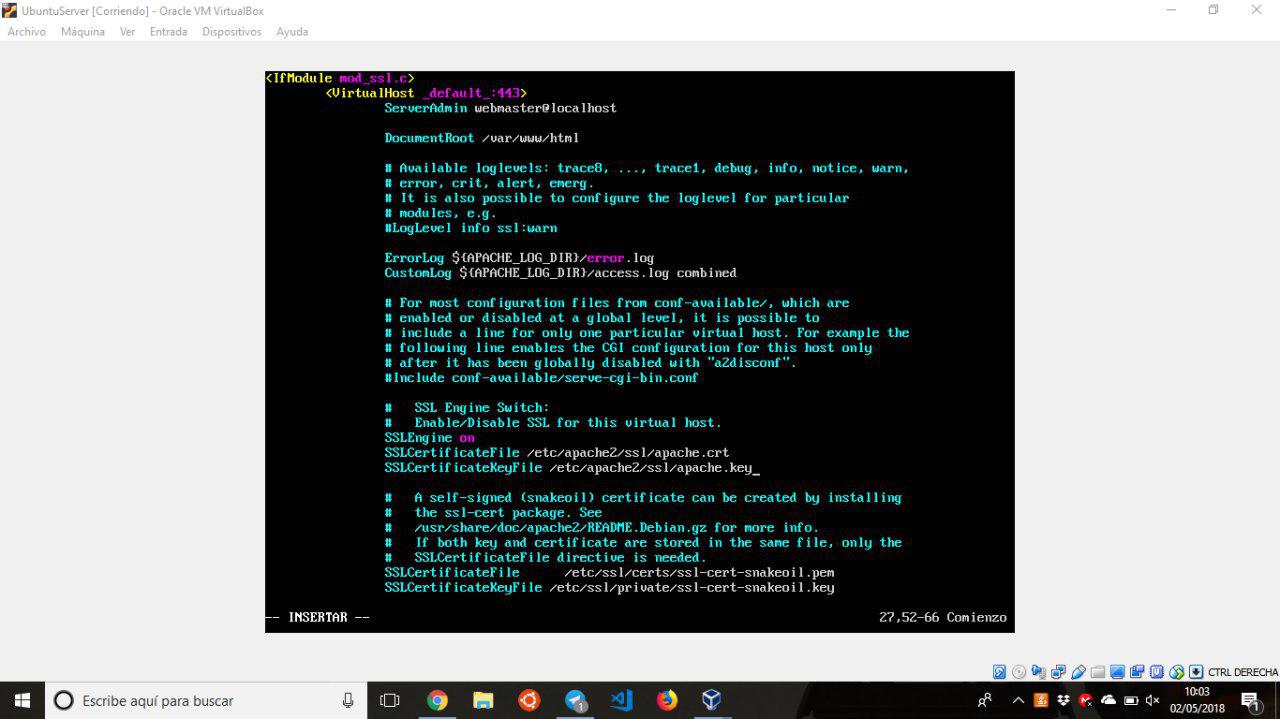 UbuntuServer [Corriendo] - Oracle VM VirtualBox
Archivo Máquina Ver Entrada Dispositivos Ayuda
<IfModule mod_ssl.c>
<VirtualHost _default_:443>
ServerAdmin webmaster@localhost
DocumentRoot /var/www/html
# Available loglevels: trace8, ..., trace1, debug, info, notice, warn,
# error, crit, alert, emerg.
# It is also possible to configure the loglevel for particular
# modules, e.g.
#LogLevel info ssl:warn
ErrorLog ${APACHE_LOG_DIR}/error.log
CustomLog ${APACHE_LOG_DIR}/access.log combined
# For most configuration files from conf-available/, which are
# enabled or disabled at a global level, it is possible to
# include a line for only one particular virtual host. For example the
# following line enables the CGI configuration for this host only
# after it has been globally disabled with "a2disconf".
#Include conf-available/serve-cgi-bin.conf
#   SSL Engine Switch:
#   Enable/Disable SSL for this virtual host.
SSLEngine on
SSLCertificateFile /etc/apache2/ssl/apache.crt
SSLCertificateKeyFile /etc/apache2/ssl/apache.key_
#   A self-signed (snakeoil) certificate can be created by installing
#   the ssl-cert package. See
#   /usr/share/doc/apache2/README.Debian.gz for more info.
#   If both key and certificate are stored in the same file, only the
#   SSLCertificateFile directive is needed.
SSLCertificateFile      /etc/ssl/certs/ssl-cert-snakeoil.pem
SSLCertificateKeyFile /etc/ssl/private/ssl-cert-snakeoil.key
-- INSERTAR -- 27,52-66 Comienzo
CTRL DERECHA
Escribe aquí para buscar
1
10:03
02/05/2018
1